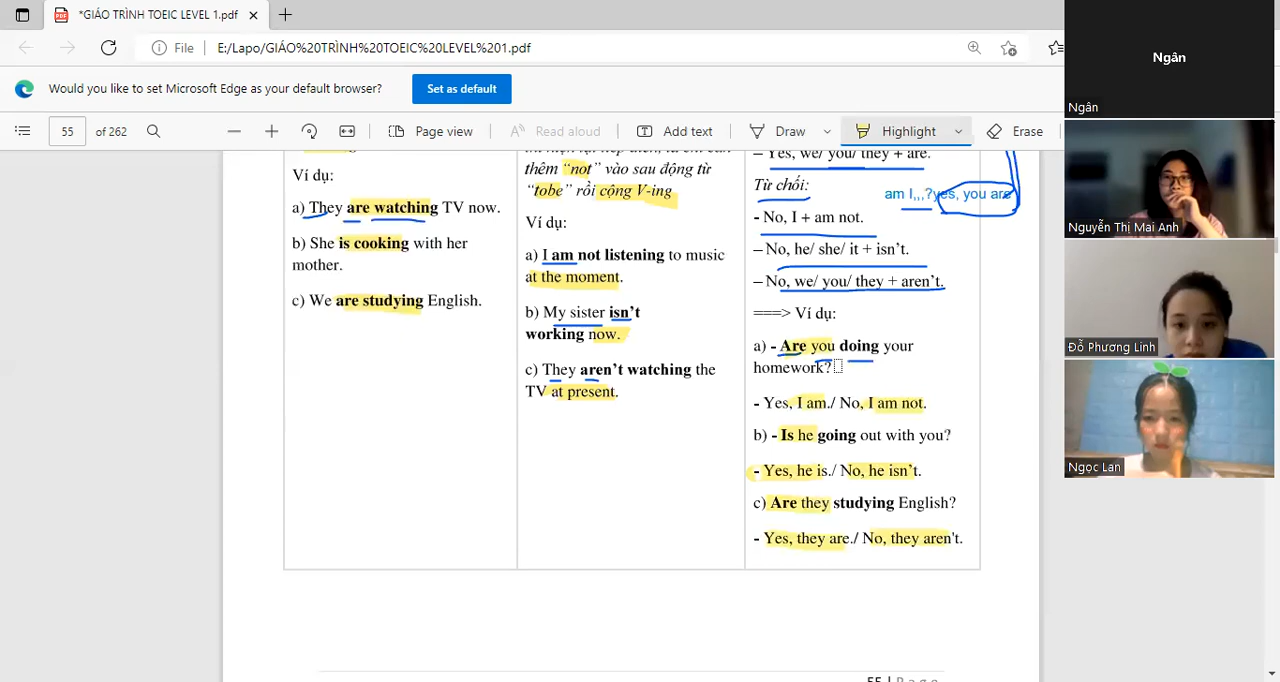 *GIÁO TRÌNH TOEIC LEVEL 1.pdf
File
E:/Lapo/GIÁO%20TRÌNH%20TOEIC%20LEVEL%201.pdf
Would you like to set Microsoft Edge as your default browser?
Set as default
55
of 262
Page view
Read aloud
Add text
Draw
Highlight
Erase
Ví dụ:
a) They are watching TV now.
b) She is cooking with her
mother.
c) We are studying English.
thêm “not” vào sau động từ
“tobe” rồi cộng V-ing
Ví dụ:
a) I am not listening to music
at the moment.
b) My sister isn’t
working now.
c) They aren’t watching the
TV at present.
– Yes, we/ you/ they + are.
Từ chối:
am I,,,?yes, you are
- No, I + am not.
– No, he/ she/ it + isn’t.
– No, we/ you/ they + aren’t.
===> Ví dụ:
a) - Are you doing your
homework?
- Yes, I am./ No, I am not.
b) - Is he going out with you?
- Yes, he is./ No, he isn’t.
c) Are they studying English?
- Yes, they are./ No, they aren't.
55 | P a g e
Ngân
Ngân
Nguyễn Thị Mai Anh
Đỗ Phương Linh
Ngọc Lan